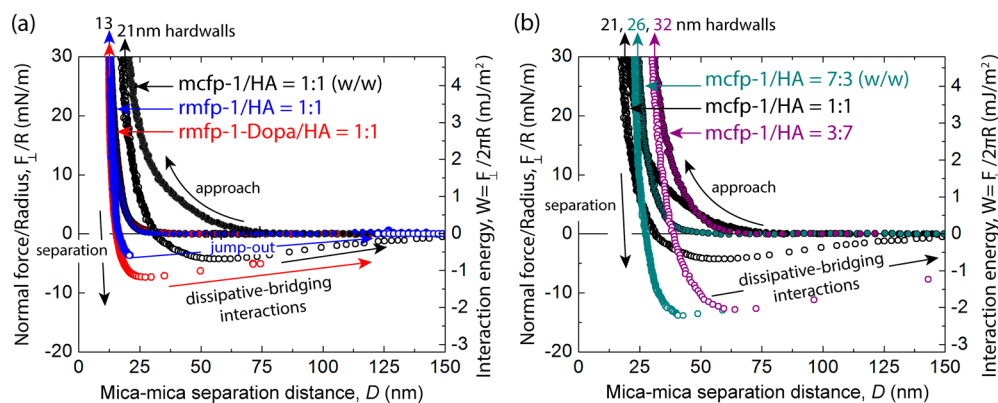 (a)
13
21nm hardwalls
mcfp-1/HA = 1:1 (w/w)
rmfp-1/HA = 1:1
rmfp-1-Dopa/HA = 1:1
approach
separation
jump-out
dissipative-bridging
interactions
30
20
10
0
-10
-20
0
25
50
75
100
125
150
4
3
2
1
0
-1
-2
-3
Normal force/Radius, F⊥/R (mN/m)
Interaction energy, W= F⊥/2πR (mJ/m²)
Mica-mica separation distance, D (nm)
(b)
21, 26, 32 nm hardwalls
mcfp-1/HA = 7:3 (w/w)
mcfp-1/HA = 1:1
mcfp-1/HA = 3:7
approach
separation
dissipative-bridging
interactions
30
20
10
0
-10
-20
0
25
50
75
100
125
150
4
3
2
1
0
-1
-2
-3
Normal force/Radius, F⊥/R (mN/m)
Interaction energy, W= F⊥/2πR (mJ/m²)
Mica-mica separation distance, D (nm)